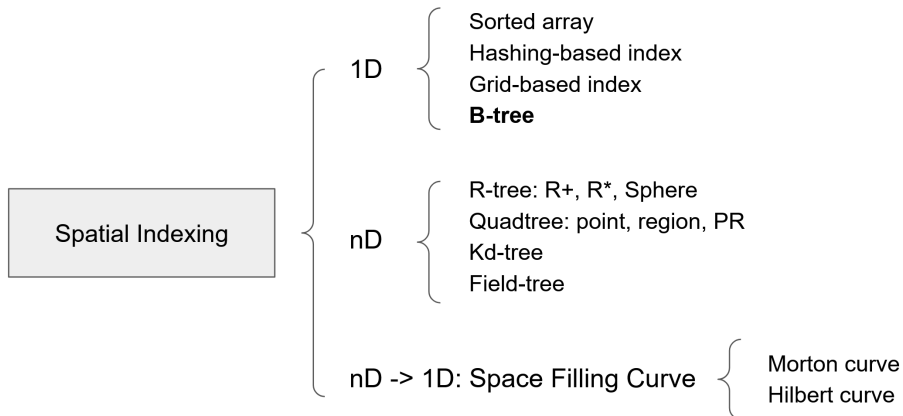 Spatial Indexing
1D
Sorted array
Hashing-based index
Grid-based index
B-tree
nD
R-tree: R+, R*, Sphere
Quadtree: point, region, PR
Kd-tree
Field-tree
nD -> 1D: Space Filling Curve
Morton curve
Hilbert curve